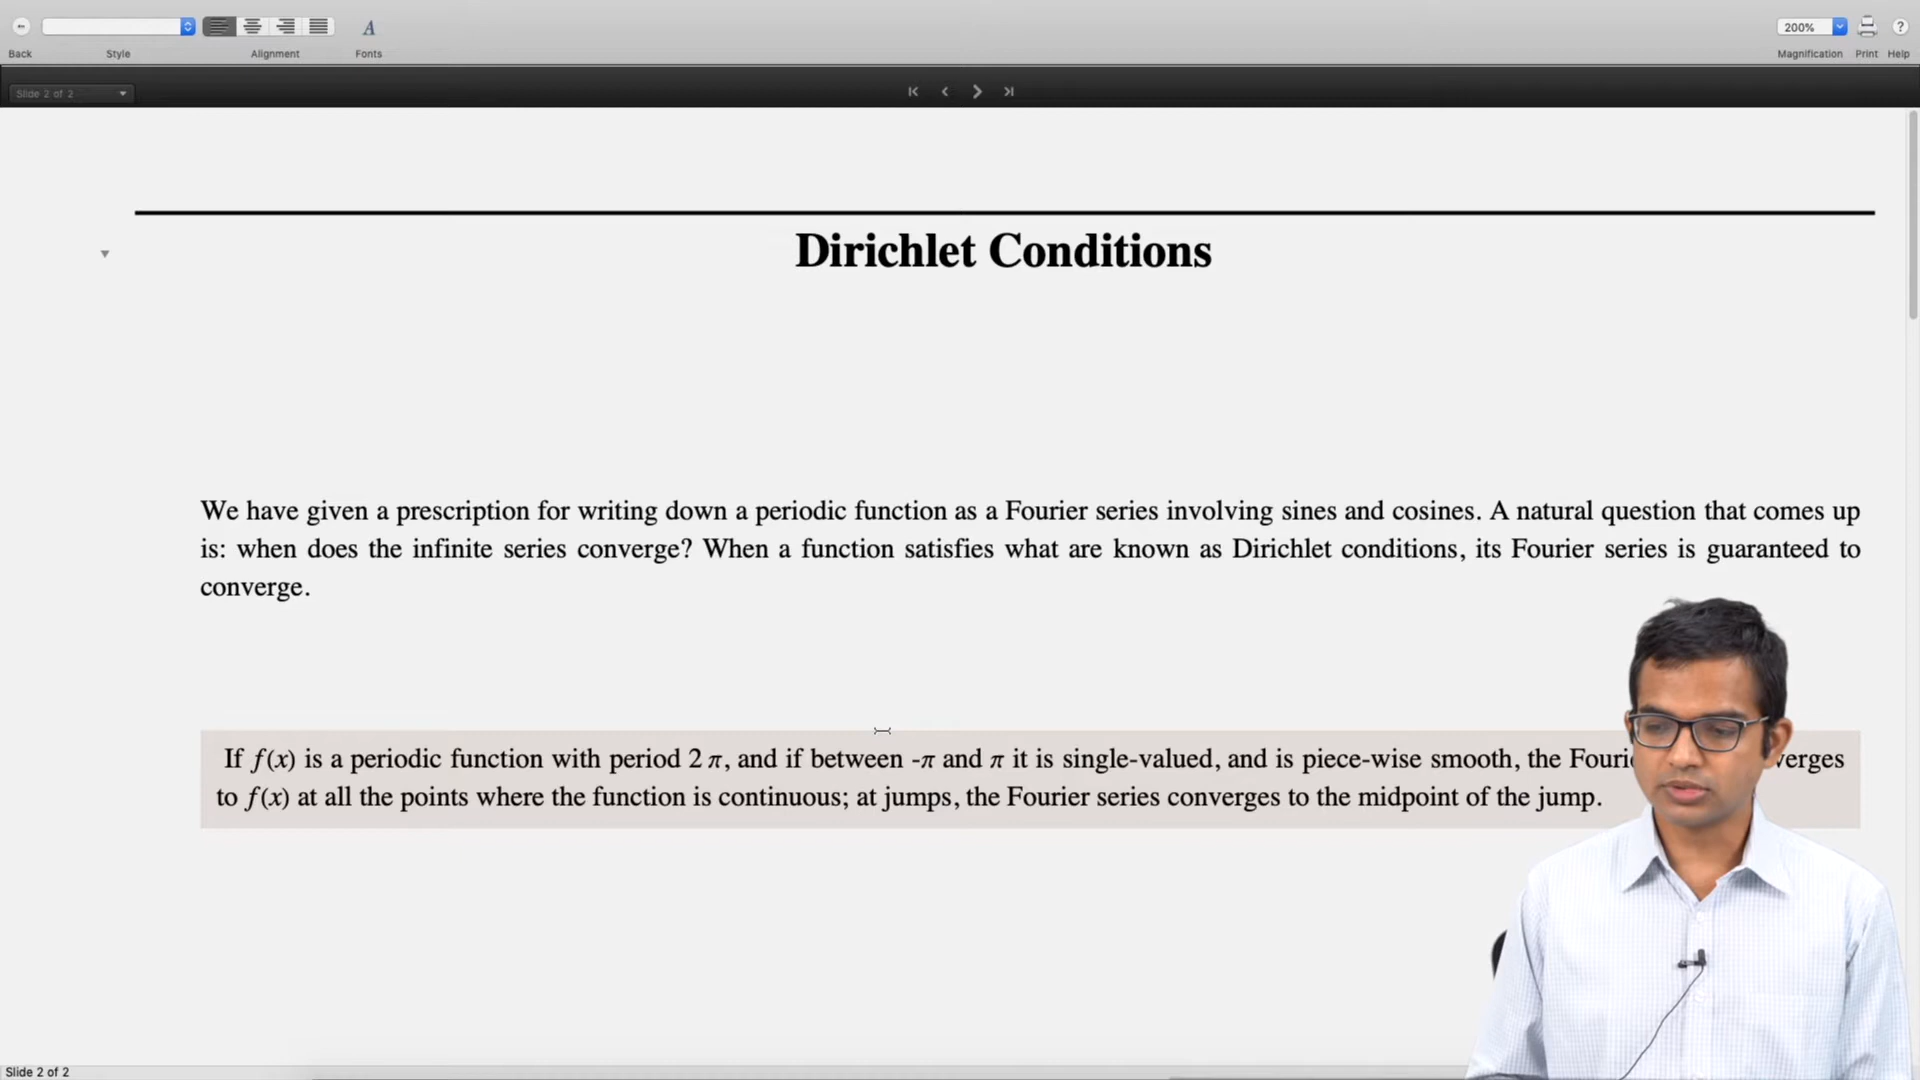 200%
Back
Style
Alignment
Fonts
Magnification
Print
Help
Slide 2 of 2
Dirichlet Conditions
We have given a prescription for writing down a periodic function as a Fourier series involving sines and cosines. A natural question that comes up
is: when does the infinite series converge? When a function satisfies what are known as Dirichlet conditions, its Fourier series is guaranteed to
converge.
If f(x) is a periodic function with period 2 π, and if between -π and π it is single-valued, and is piece-wise smooth, the
to f(x) at all the points where the function is continuous; at jumps, the Fourier series converges to the midpoint of the jump.
Slide 2 of 2